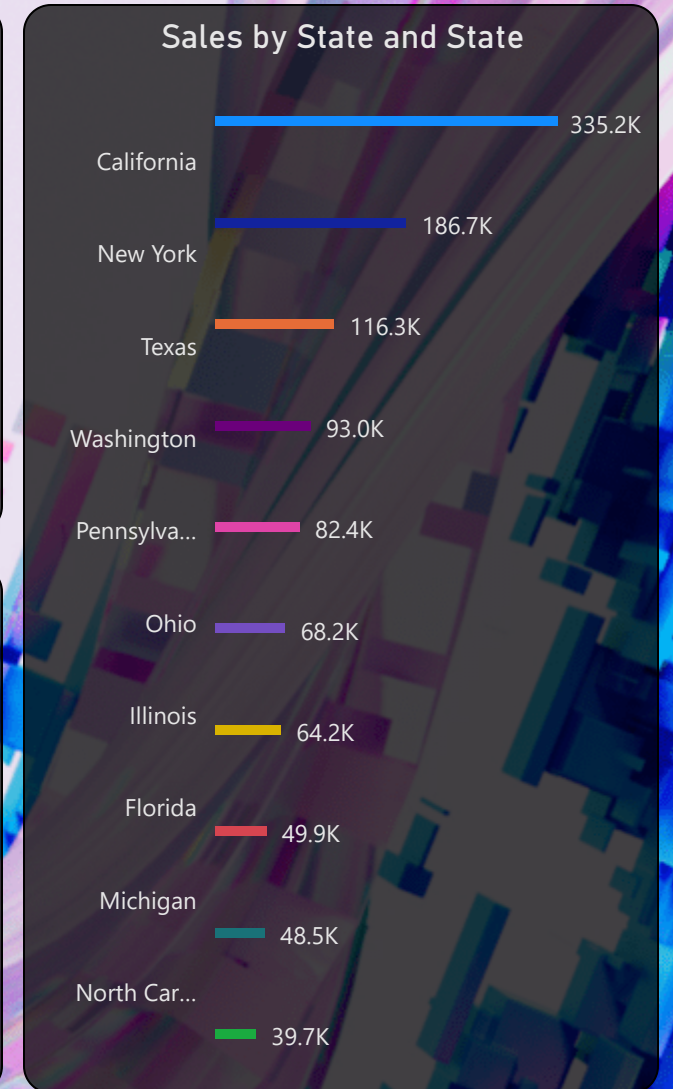 Sales by State and State
335.2K
California
186.7K
New York
116.3K
Texas
93.0K
Washington
82.4K
Pennsylva...
Ohio
68.2K
Illinois
64.2K
Florida
49.9K
Michigan
48.5K
North Car...
39.7K